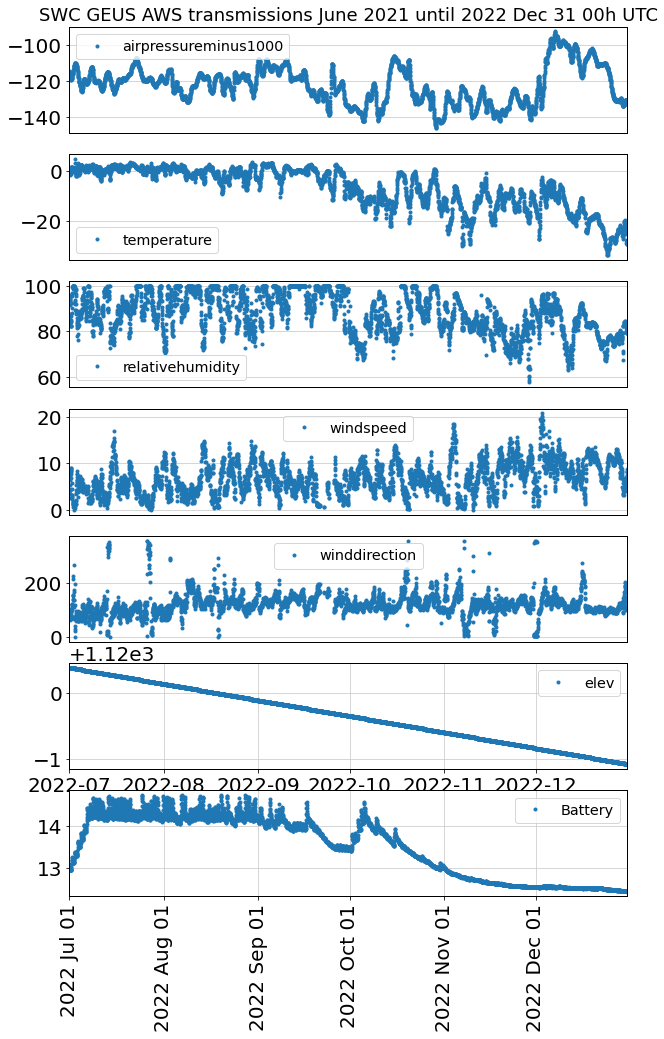 SWC GEUS AWS transmissions June 2021 until 2022 Dec 31 00h UTC
−100
−120
−140
airpressureminus1000
0
−20
temperature
100
80
60
relativehumidity
20
10
0
windspeed
200
0
winddirection
+1.12e3
0
−1
elev
2022-07 2022-08 2022-09 2022-10 2022-11 2022-12
14
13
Battery
2022 Jul 01
2022 Aug 01
2022 Sep 01
2022 Oct 01
2022 Nov 01
2022 Dec 01